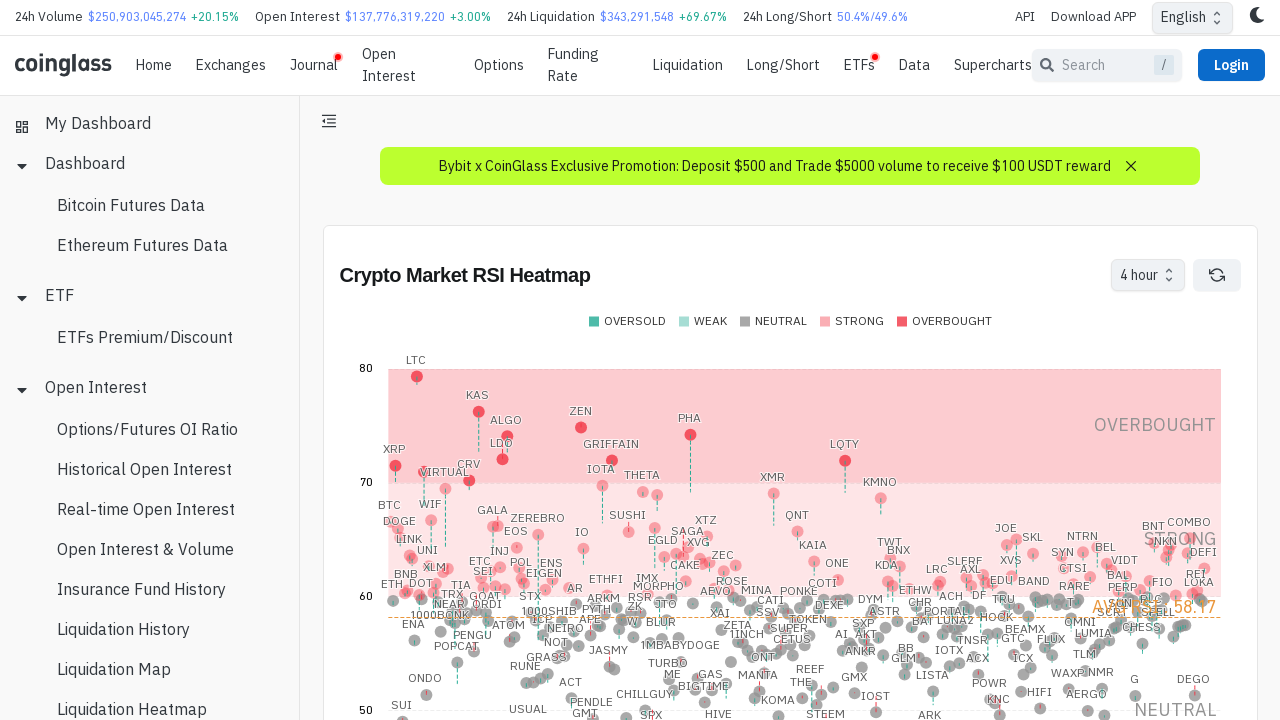 24h Volume $250,903,045,274 +20.15% Open Interest $137,776,319,220 +3.00% 24h Liquidation $343,291,548 +69.67% 24h Long/Short 50.4%/49.6% API Download APP English
coinglass Home Exchanges Journal Open Interest Options Funding Rate Liquidation Long/Short ETFs Data Supercharts Search / Login
My Dashboard
Dashboard
Bitcoin Futures Data
Ethereum Futures Data
ETF
ETFs Premium/Discount
Open Interest
Options/Futures OI Ratio
Historical Open Interest
Real-time Open Interest
Open Interest & Volume
Insurance Fund History
Liquidation History
Liquidation Map
Liquidation Heatmap
Bybit x CoinGlass Exclusive Promotion: Deposit $500 and Trade $5000 volume to receive $100 USDT reward
Crypto Market RSI Heatmap
4 hour
OVERSOLD WEAK NEUTRAL STRONG OVERBOUGHT
80
LTC
KAS
ALGO
ZEN
PHA
OVERBOUGHT
XRP
LDO
GRIFFAIN
LQTY
CRV
VIRTUAL
IOTA
THETA
XMR
KMNO
70
BTC
WIF
GALA
ZEREBRO
SUSHI
XTZ
QNT
DOGE
LINK
EOS
IO
SAGA
EGLD
XVG
KAIA
TWT
BNX
JOE
SKL
NTRN
BNT
COMBO
STRONG
UNI
INJ
ZEC
BEL
SYN
DEFI
XLM
ETC
POL
ENS
CAKE
ONE
KDA
SLERF
XVS
VIDT
BNB
SEI
EIGEN
IMX
LRC
AXL
CTSI
REI
ETH
DOT
TIA
AR
ETHFI
MORPHO
ROSE
COTI
EDU
BAND
RARE
FIO
LOKA
60
TRX
GOAT
STX
ARKM
RSR
AEVO
MINA
PONKE
ETHW
ACH
DF
TRU
PERP
NEAR
ORDI
1000SHIB
PYTH
ZK
JTO
CATI
DEXE
DYM
CHR
SUN
ENA
ATOM
APE
BLUR
XAI
SSV
TOKEN
ASTR
PORTAL
HOOK
OMNI
PENGU
NEIRO
ZETA
SUPER
SXP
LUNA2
BEAMX
CHESS
POPCAT
NOT
1MBABYDOGE
1INCH
CETUS
AI
AKT
TNSR
GTC
FLUX
LUMIA
GRASS
JASMY
ONT
ANKR
BB
IOTX
ACX
ICX
TLM
RUNE
TURBO
ME
GAS
MANTA
REEF
GLM
LISTA
WAXP
NMR
ONDO
ACT
BIGTIME
THE
GMX
POWR
G
DEGO
SUI
USUAL
PENDLE
CHILLGUY
KOMA
IOST
KNC
HIFI
AERGO
GMT
SPX
HIVE
STEEM
ARK
NEUTRAL
50